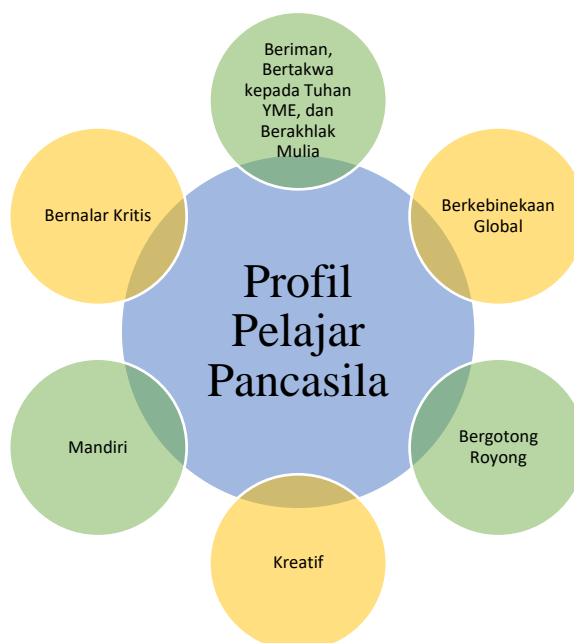 Beriman,
Bertakwa
kepada Tuhan
YME, dan
Berakhlak
Mulia
Berkebinekaan
Global
Bergotong
Royong
Kreatif
Mandiri
Bernalar Kritis
Profil
Pelajar
Pancasila